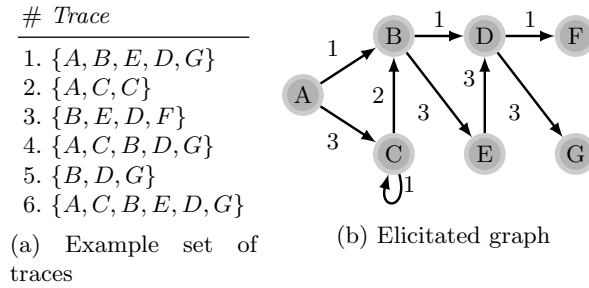 # Trace
1. {A, B, E, D, G}
2. {A, C, C}
3. {B, E, D, F}
4. {A, C, B, D, G}
5. {B, D, G}
6. {A, C, B, E, D, G}
(a) Example set of
traces
1 1
B D F
1 3
A 2 3 3
3
C E G
1
(b) Elicitated graph